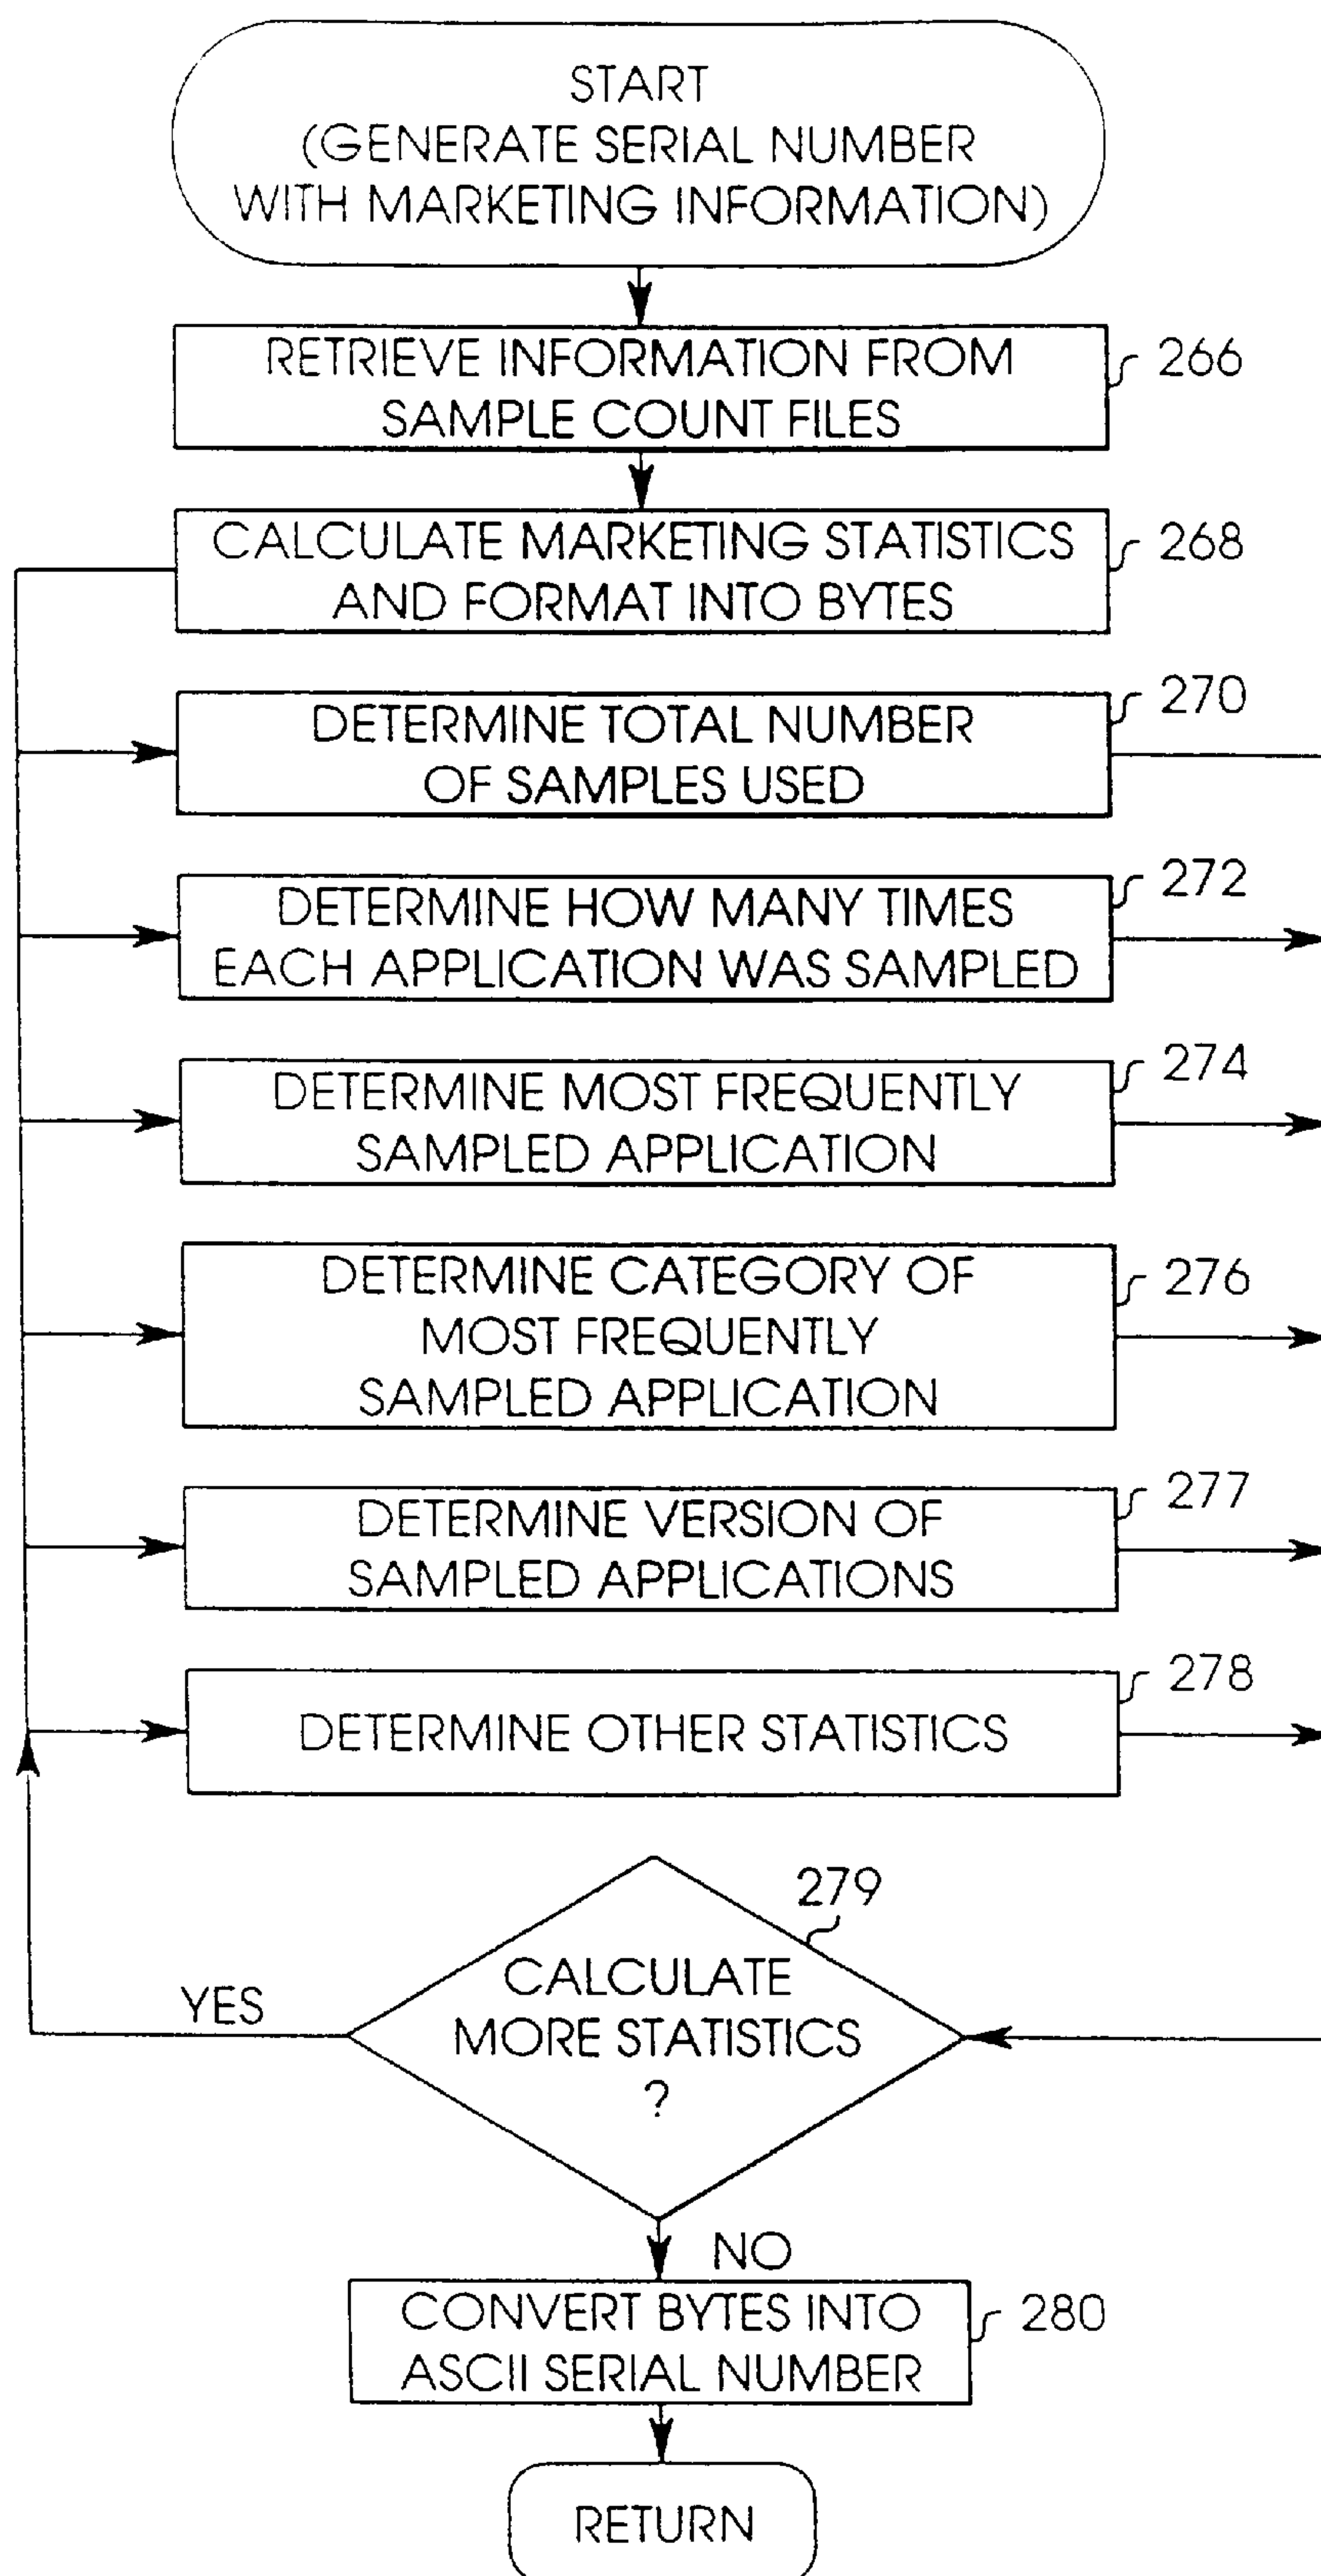 START
(GENERATE SERIAL NUMBER
WITH MARKETING INFORMATION)
RETRIEVE INFORMATION FROM
SAMPLE COUNT FILES
266
CALCULATE MARKETING STATISTICS
AND FORMAT INTO BYTES
268
DETERMINE TOTAL NUMBER
OF SAMPLES USED
270
DETERMINE HOW MANY TIMES
EACH APPLICATION WAS SAMPLED
272
DETERMINE MOST FREQUENTLY
SAMPLED APPLICATION
274
DETERMINE CATEGORY OF
MOST FREQUENTLY
SAMPLED APPLICATION
276
DETERMINE VERSION OF
SAMPLED APPLICATIONS
277
DETERMINE OTHER STATISTICS
278
279
CALCULATE
MORE STATISTICS
?
YES
NO
CONVERT BYTES INTO
ASCII SERIAL NUMBER
280
RETURN